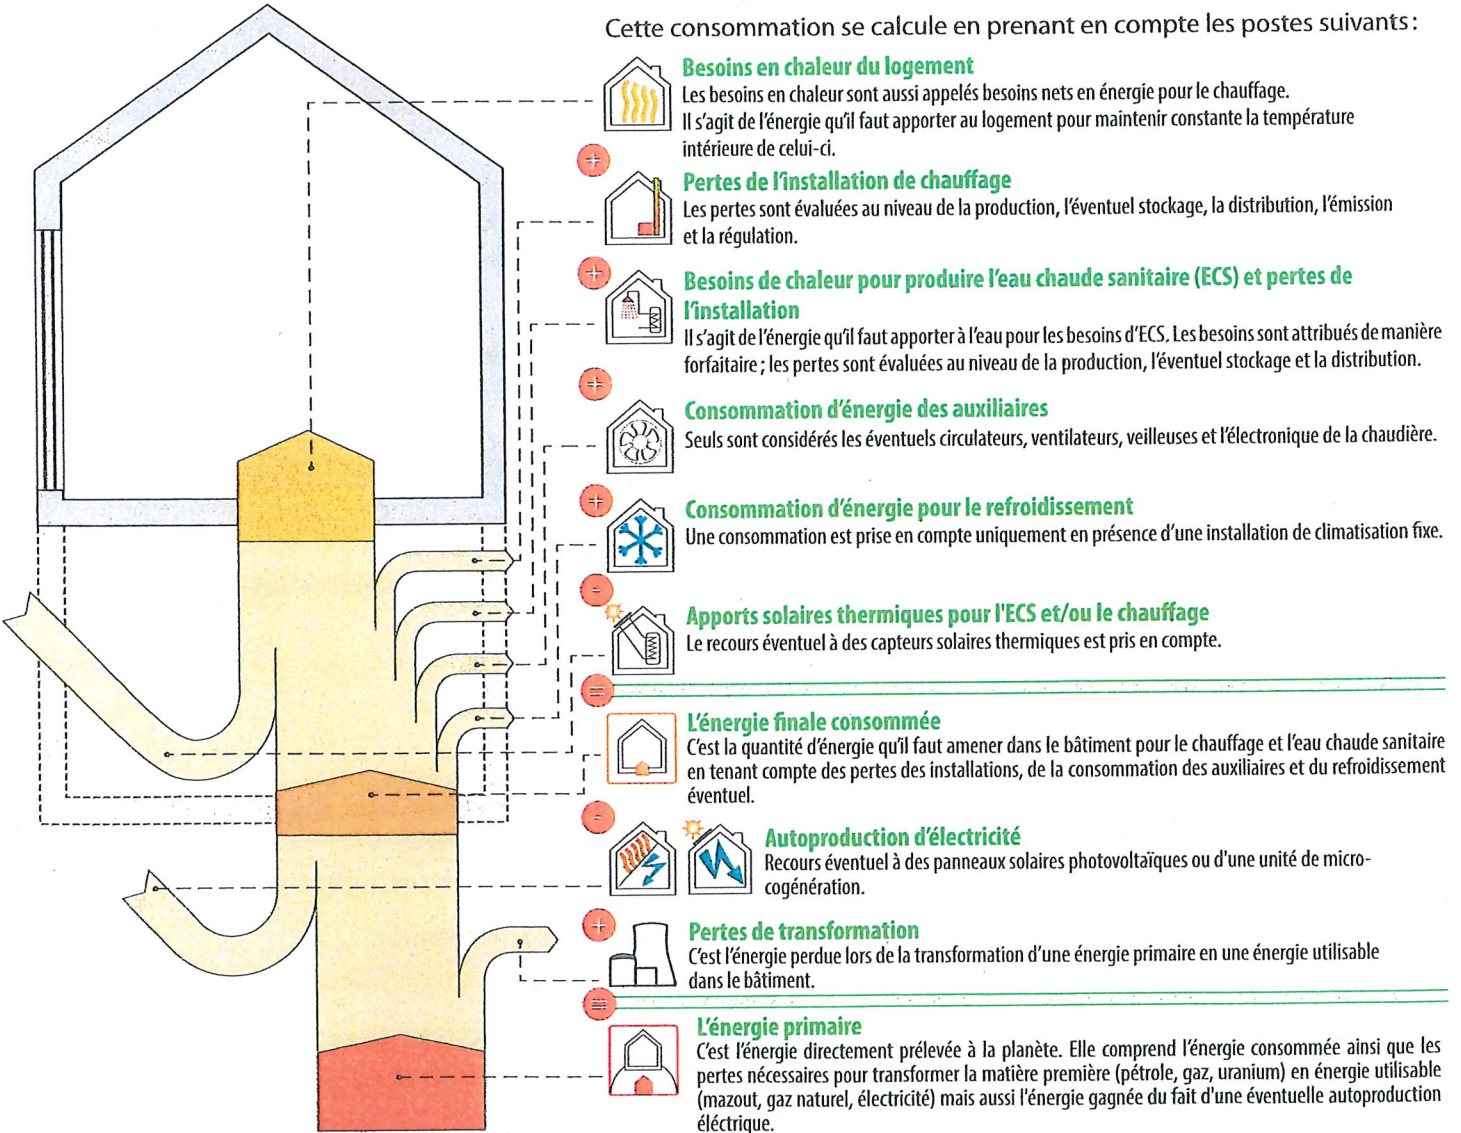 Cette consommation se calcule en prenant en compte les postes suivants :
Besoins en chaleur du logement
Les besoins en chaleur sont aussi appelés besoins nets en énergie pour le chauffage.
Il s'agit de l'énergie qu'il faut apporter au logement pour maintenir constante la température
intérieure de celui-ci.
+
Pertes de l'installation de chauffage
Les pertes sont évaluées au niveau de la production, l'éventuel stockage, la distribution, l'émission
et la régulation.
+
Besoins de chaleur pour produire l'eau chaude sanitaire (ECS) et pertes de
l'installation
Il s'agit de l'énergie qu'il faut apporter à l'eau pour les besoins d'ECS. Les besoins sont attribués de manière
forfaitaire ; les pertes sont évaluées au niveau de la production, l'éventuel stockage et la distribution.
+
Consommation d'énergie des auxiliaires
Seuls sont considérés les éventuels circulateurs, ventilateurs, veilleuses et l'électronique de la chaudière.
+
Consommation d'énergie pour le refroidissement
Une consommation est prise en compte uniquement en présence d'une installation de climatisation fixe.
-
Apports solaires thermiques pour l'ECS et/ou le chauffage
Le recours éventuel à des capteurs solaires thermiques est pris en compte.
=
L'énergie finale consommée
C'est la quantité d'énergie qu'il faut amener dans le bâtiment pour le chauffage et l'eau chaude sanitaire
en tenant compte des pertes des installations, de la consommation des auxiliaires et du refroidissement
éventuel.
-
Autoproduction d'électricité
Recours éventuel à des panneaux solaires photovoltaïques ou d'une unité de micro-
cogénération.
+
Pertes de transformation
C'est l'énergie perdue lors de la transformation d'une énergie primaire en une énergie utilisable
dans le bâtiment.
=
L'énergie primaire
C'est l'énergie directement prélevée à la planète. Elle comprend l'énergie consommée ainsi que les
pertes nécessaires pour transformer la matière première (pétrole, gaz, uranium) en énergie utilisable
(mazout, gaz naturel, électricité) mais aussi l'énergie gagnée du fait d'une éventuelle autoproduction
éléctrique.